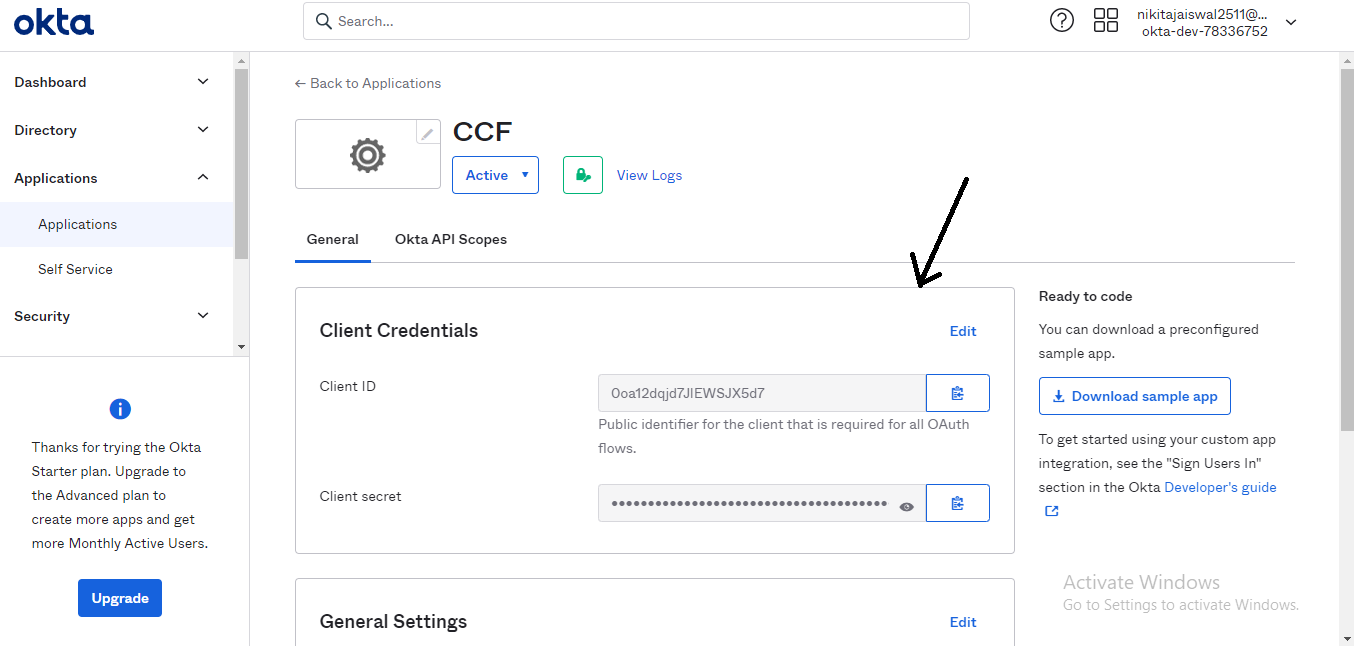 okta
Search...
nikitajaiswal2511@...
okta-dev-78336752
Dashboard
Directory
Applications
Applications
Self Service
Security
Thanks for trying the Okta
Starter plan. Upgrade to
the Advanced plan to
create more apps and get
more Monthly Active Users.
Upgrade
← Back to Applications
CCF
Active
View Logs
General
Okta API Scopes
Client Credentials
Edit
Client ID
0oa12dqjd7JIEWSJX5d7
Public identifier for the client that is required for all OAuth
flows.
Client secret
••••••••••••••••••••••••••••••••••••••••
General Settings
Edit
Ready to code
You can download a preconfigured
sample app.
Download sample app
To get started using your custom app
integration, see the "Sign Users In"
section in the Okta Developer's guide
Activate Windows
Go to Settings to activate Windows.